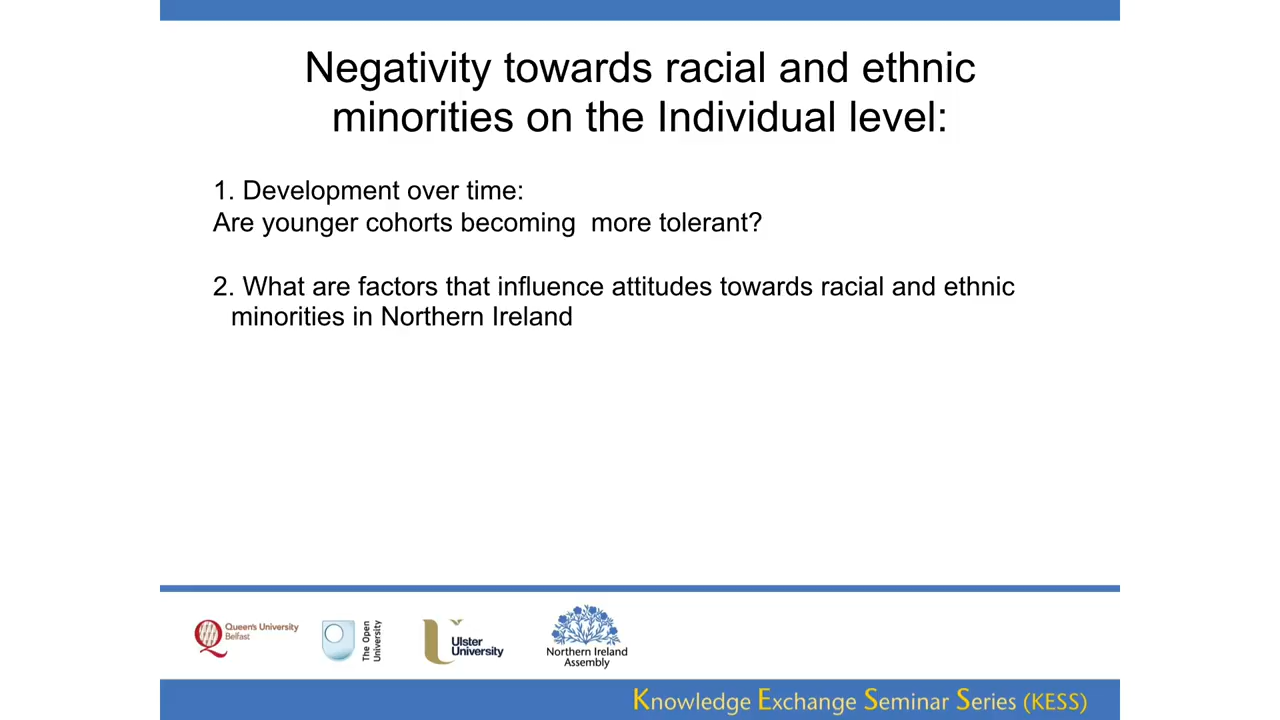 Negativity towards racial and ethnic
minorities on the Individual level:
1. Development over time:
Are younger cohorts becoming  more tolerant?
2. What are factors that influence attitudes towards racial and ethnic
minorities in Northern Ireland
Queen's University
Belfast
The Open
University
Ulster
University
Northern Ireland
Assembly
Knowledge Exchange Seminar Series (KESS)